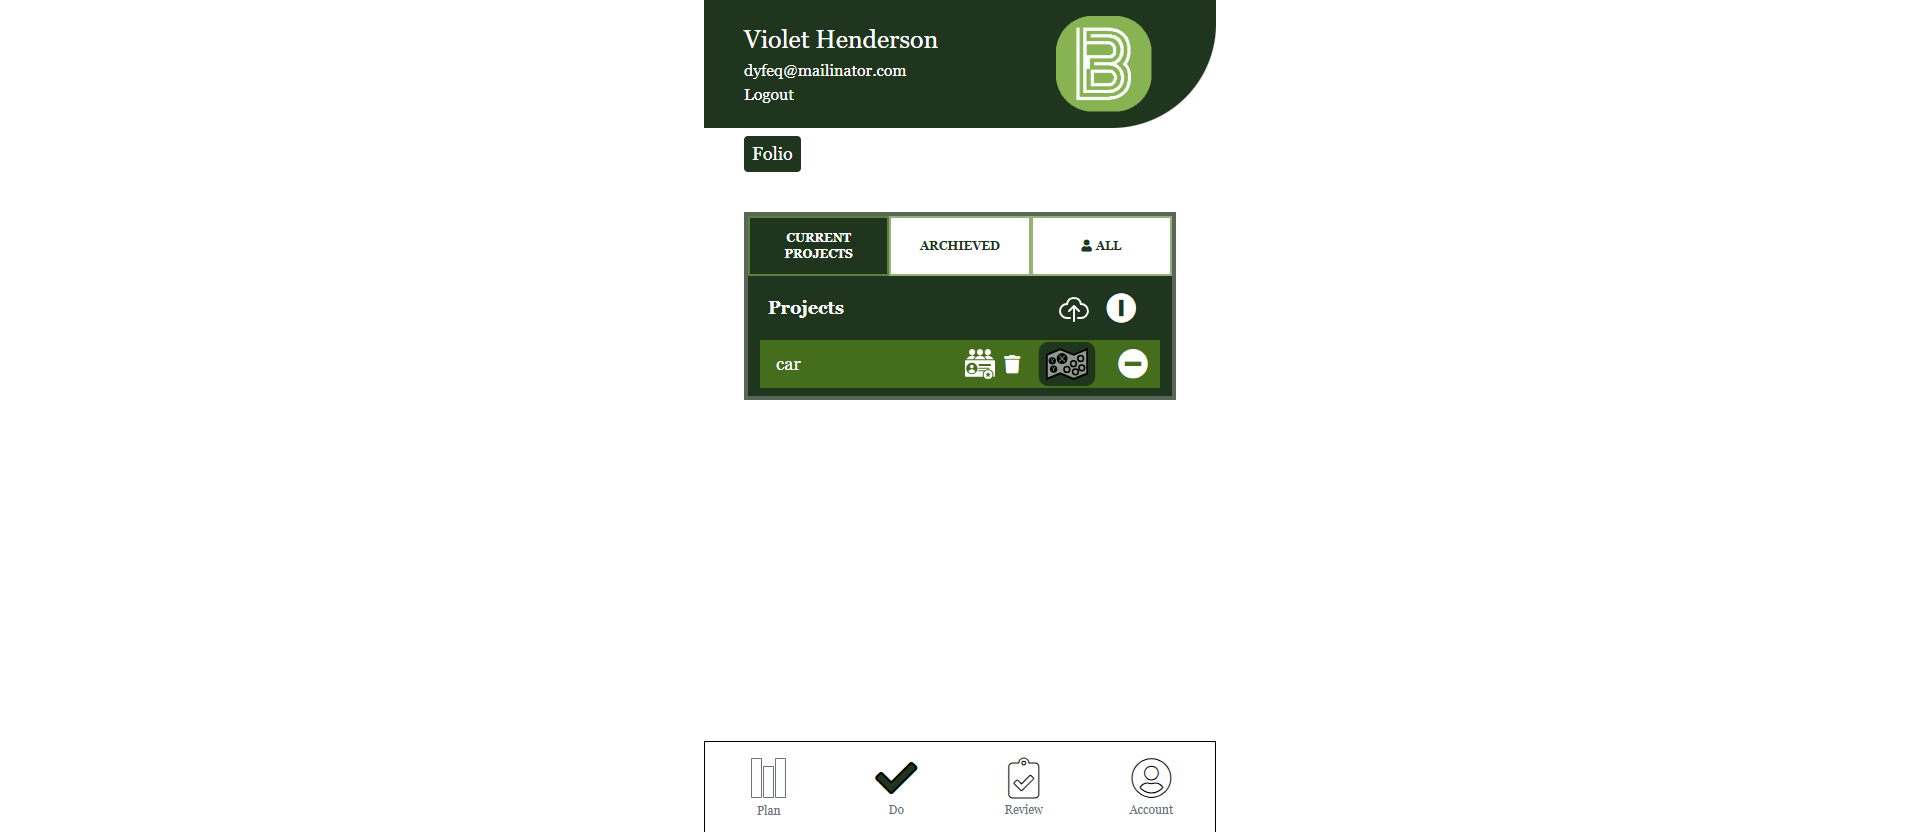 Violet Henderson
dyfeq@mailinator.com
Logout
B
Folio
CURRENT
PROJECTS
ARCHIEVED
ALL
Projects
car
Plan
Do
Review
Account